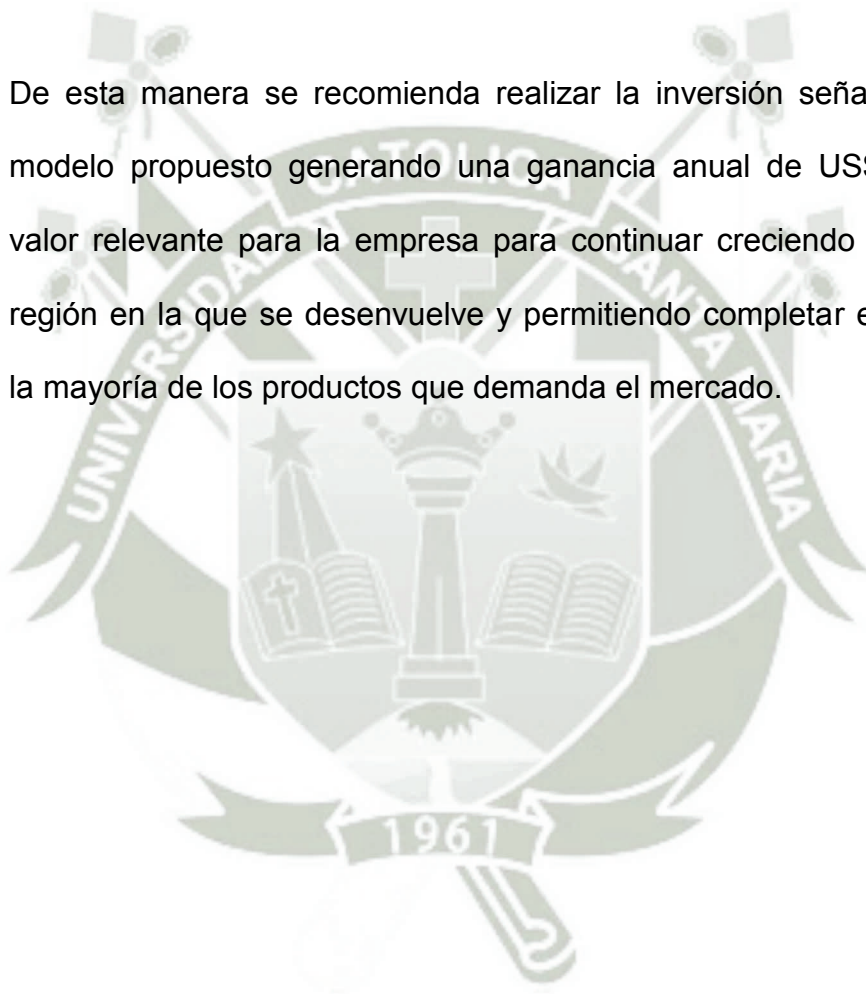 De esta manera se recomienda realizar la inversión seña
modelo propuesto generando una ganancia anual de US
valor relevante para la empresa para continuar creciendo
región en la que se desenvuelve y permitiendo completar e
la mayoría de los productos que demanda el mercado.
UNIVERSIDAD CATOLICA SANTA MARIA
1961